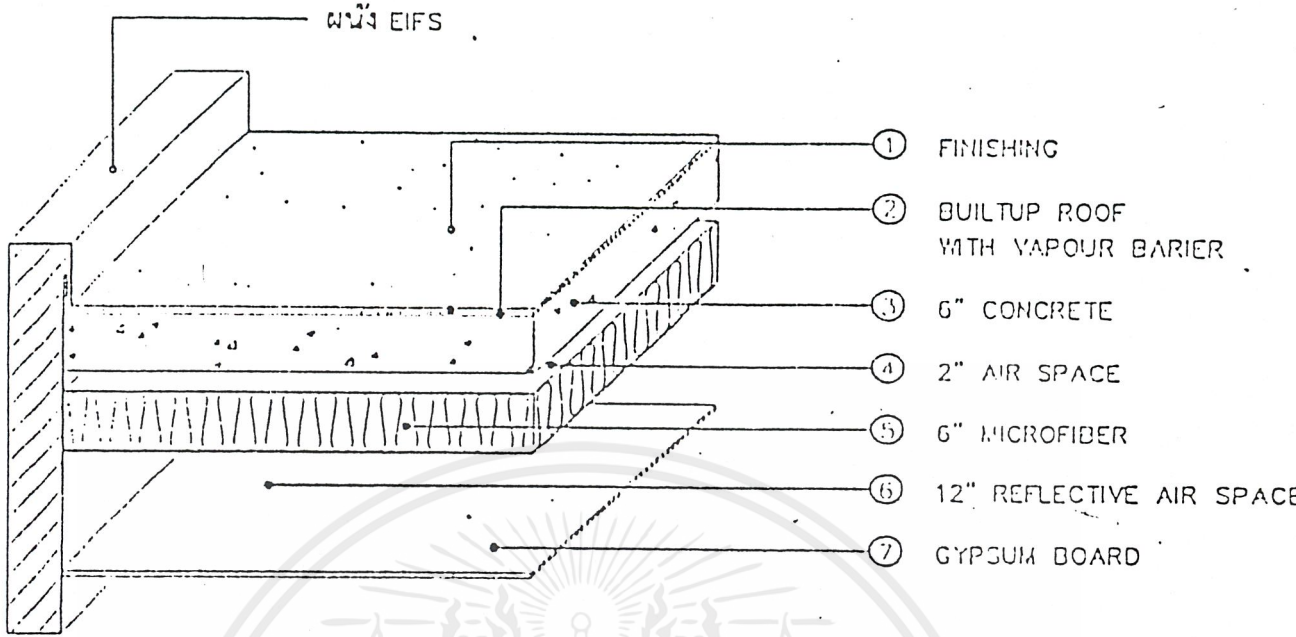 ผนัง EIFS
① FINISHING
② BUILTUP ROOF
WITH VAPOUR BARIER
③ 6" CONCRETE
④ 2" AIR SPACE
⑤ 6" MICROFIBER
⑥ 12" REFLECTIVE AIR SPACE
⑦ GYPSUM BOARD